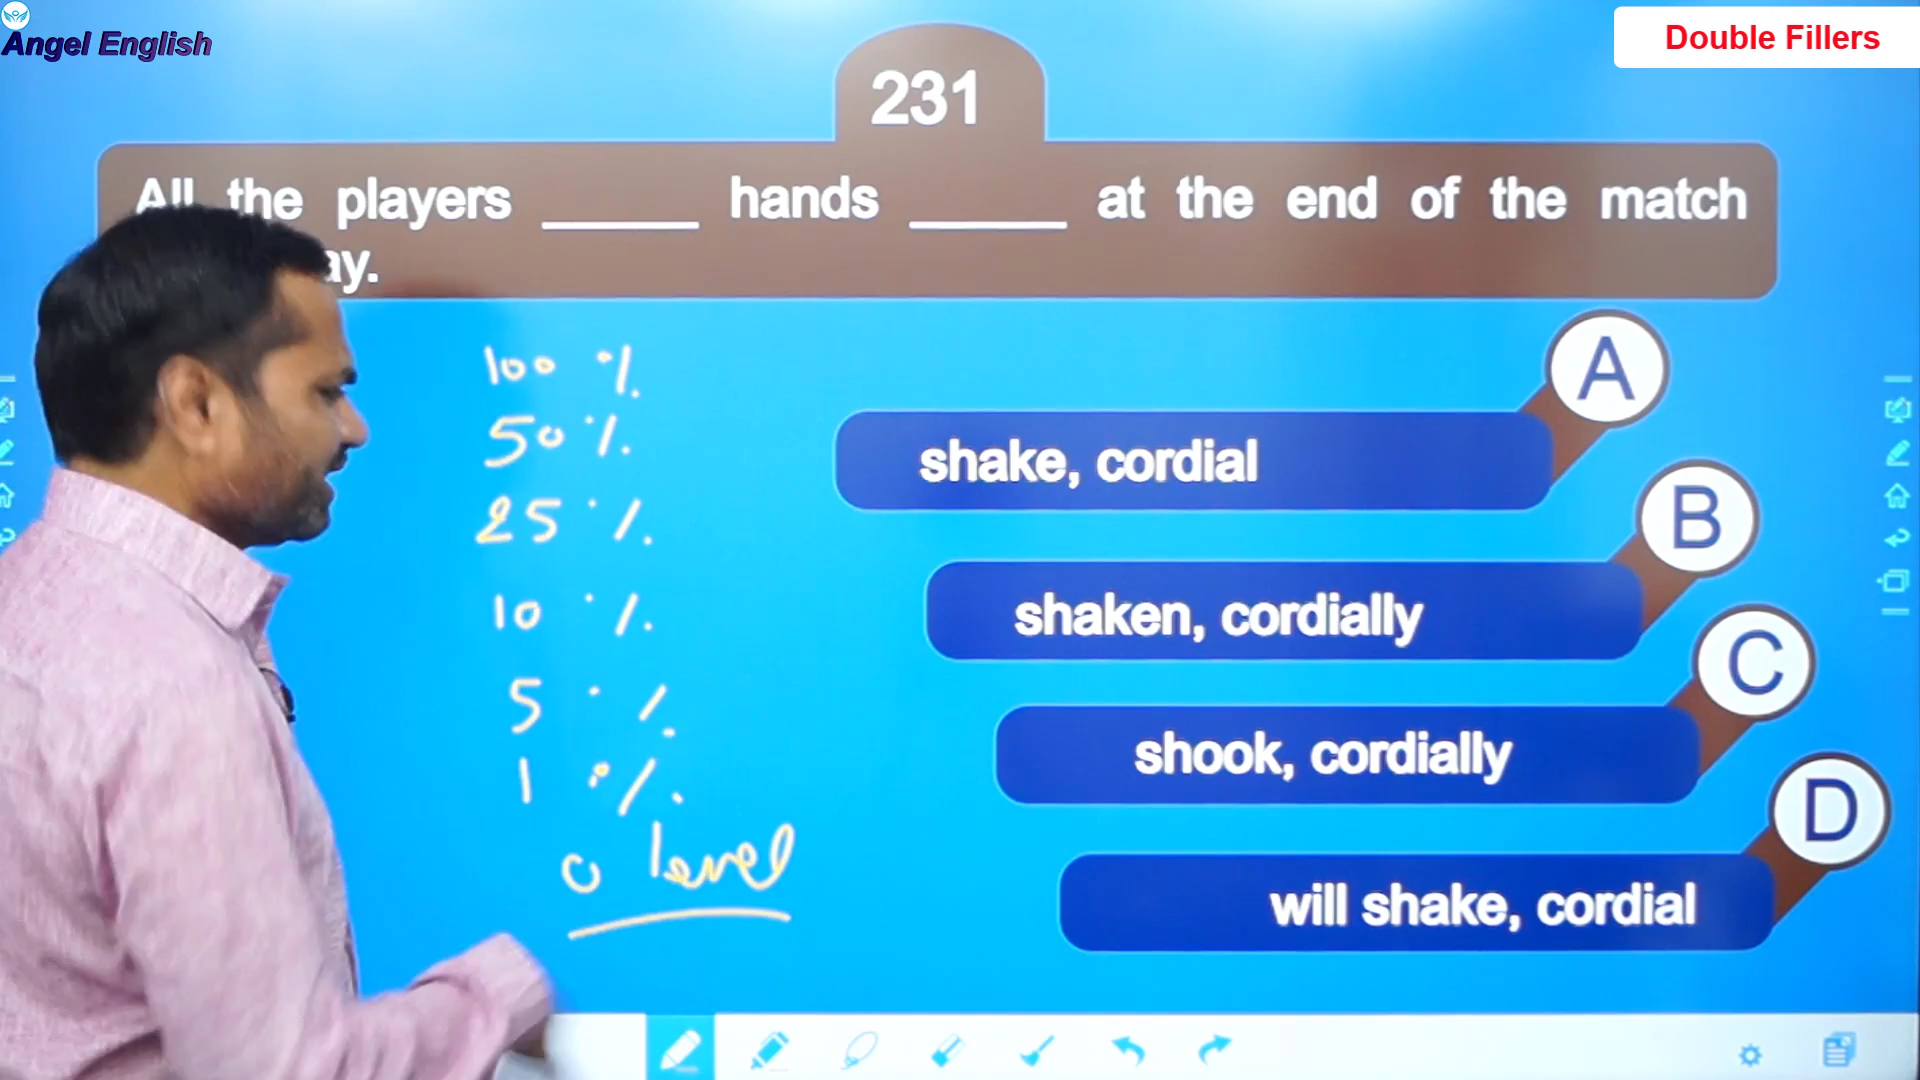 Angel English
Double Fillers
231
All the players _____ hands _____ at the end of the match
ay.
100 %
50 %
25 %
10 %
5 %
1 %
0 level
A
shake, cordial
B
shaken, cordially
C
shook, cordially
D
will shake, cordial